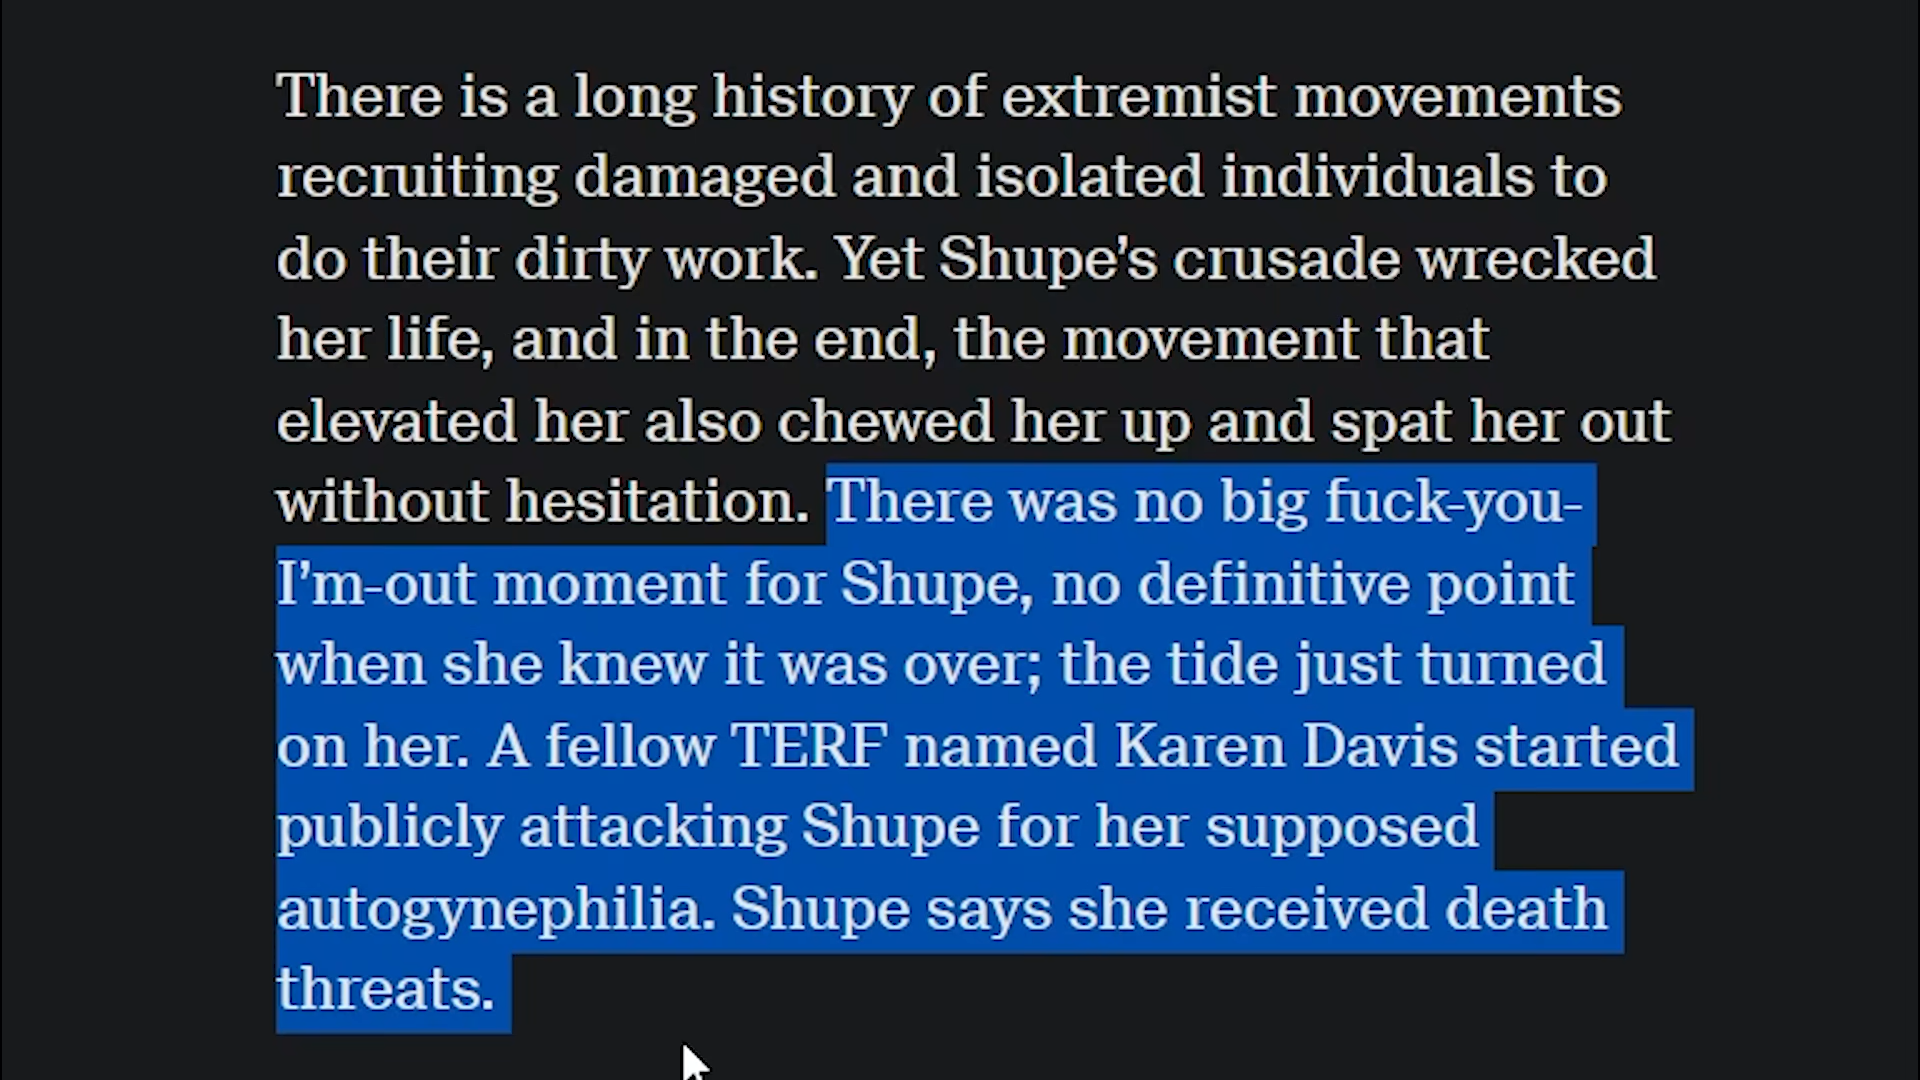 There is a long history of extremist movements
recruiting damaged and isolated individuals to
do their dirty work. Yet Shupe’s crusade wrecked
her life, and in the end, the movement that
elevated her also chewed her up and spat her out
without hesitation. There was no big fuck-you-
I’m-out moment for Shupe, no definitive point
when she knew it was over; the tide just turned
on her. A fellow TERF named Karen Davis started
publicly attacking Shupe for her supposed
autogynephilia. Shupe says she received death
threats.